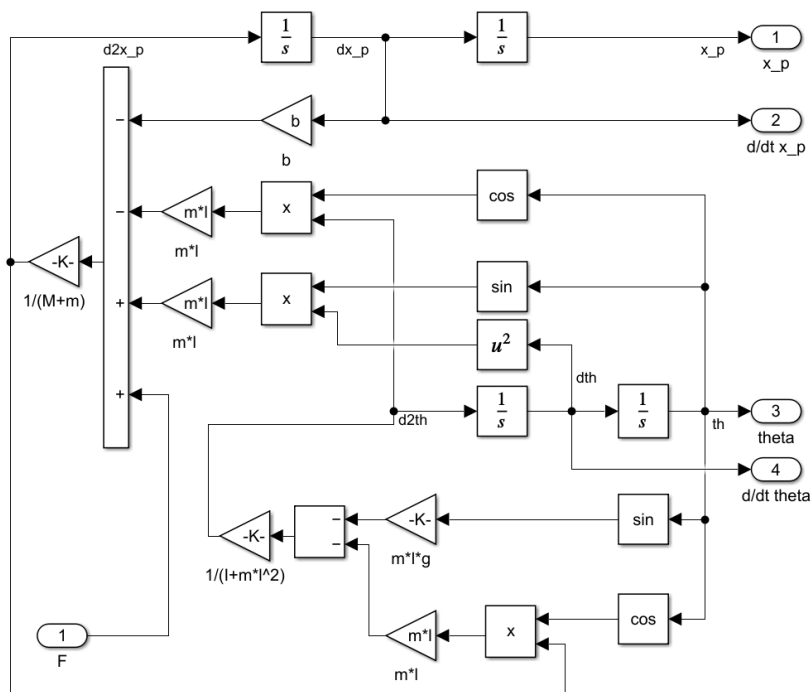 1
s
1
s
1
d2x_p
dx_p
x_p
x_p
−
b
2
b
d/dt x_p
−
m*l
x
cos
m*l
-K-
1/(M+m)
+
m*l
x
sin
m*l
u²
dth
+
1
s
1
s
3
d2th
th
theta
4
d/dt theta
-K-
−
−
-K-
sin
1/(I+m*l^2)
m*l*g
1
F
m*l
x
cos
m*l